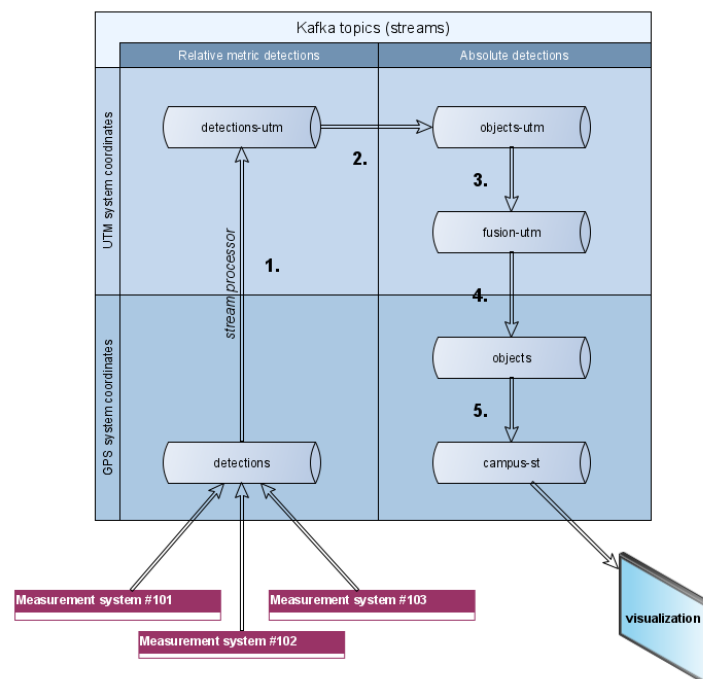 Kafka topics (streams)
Relative metric detections
Absolute detections
UTM system coordinates
detections-utm
objects-utm
2.
3.
fusion-utm
stream processor
1.
4.
GPS system coordinates
objects
5.
detections
campus-st
Measurement system #101
Measurement system #103
Measurement system #102
visualization